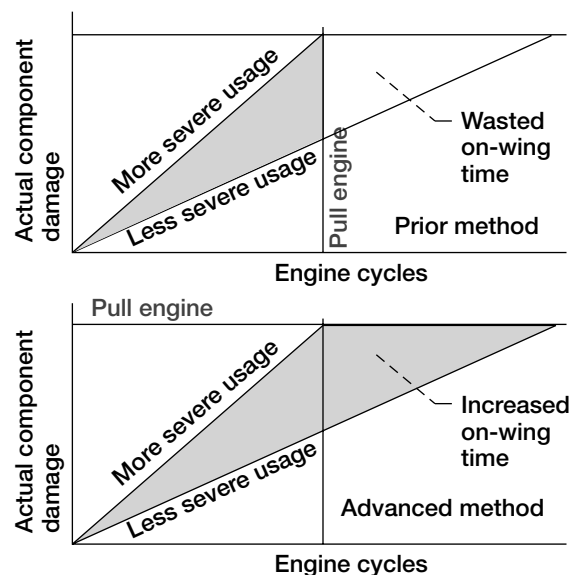 Actual component
damage
More severe usage
Less severe usage
Pull engine
Wasted
on-wing
time
Prior method
Engine cycles
Pull engine
Actual component
damage
More severe usage
Less severe usage
Increased
on-wing
time
Advanced method
Engine cycles